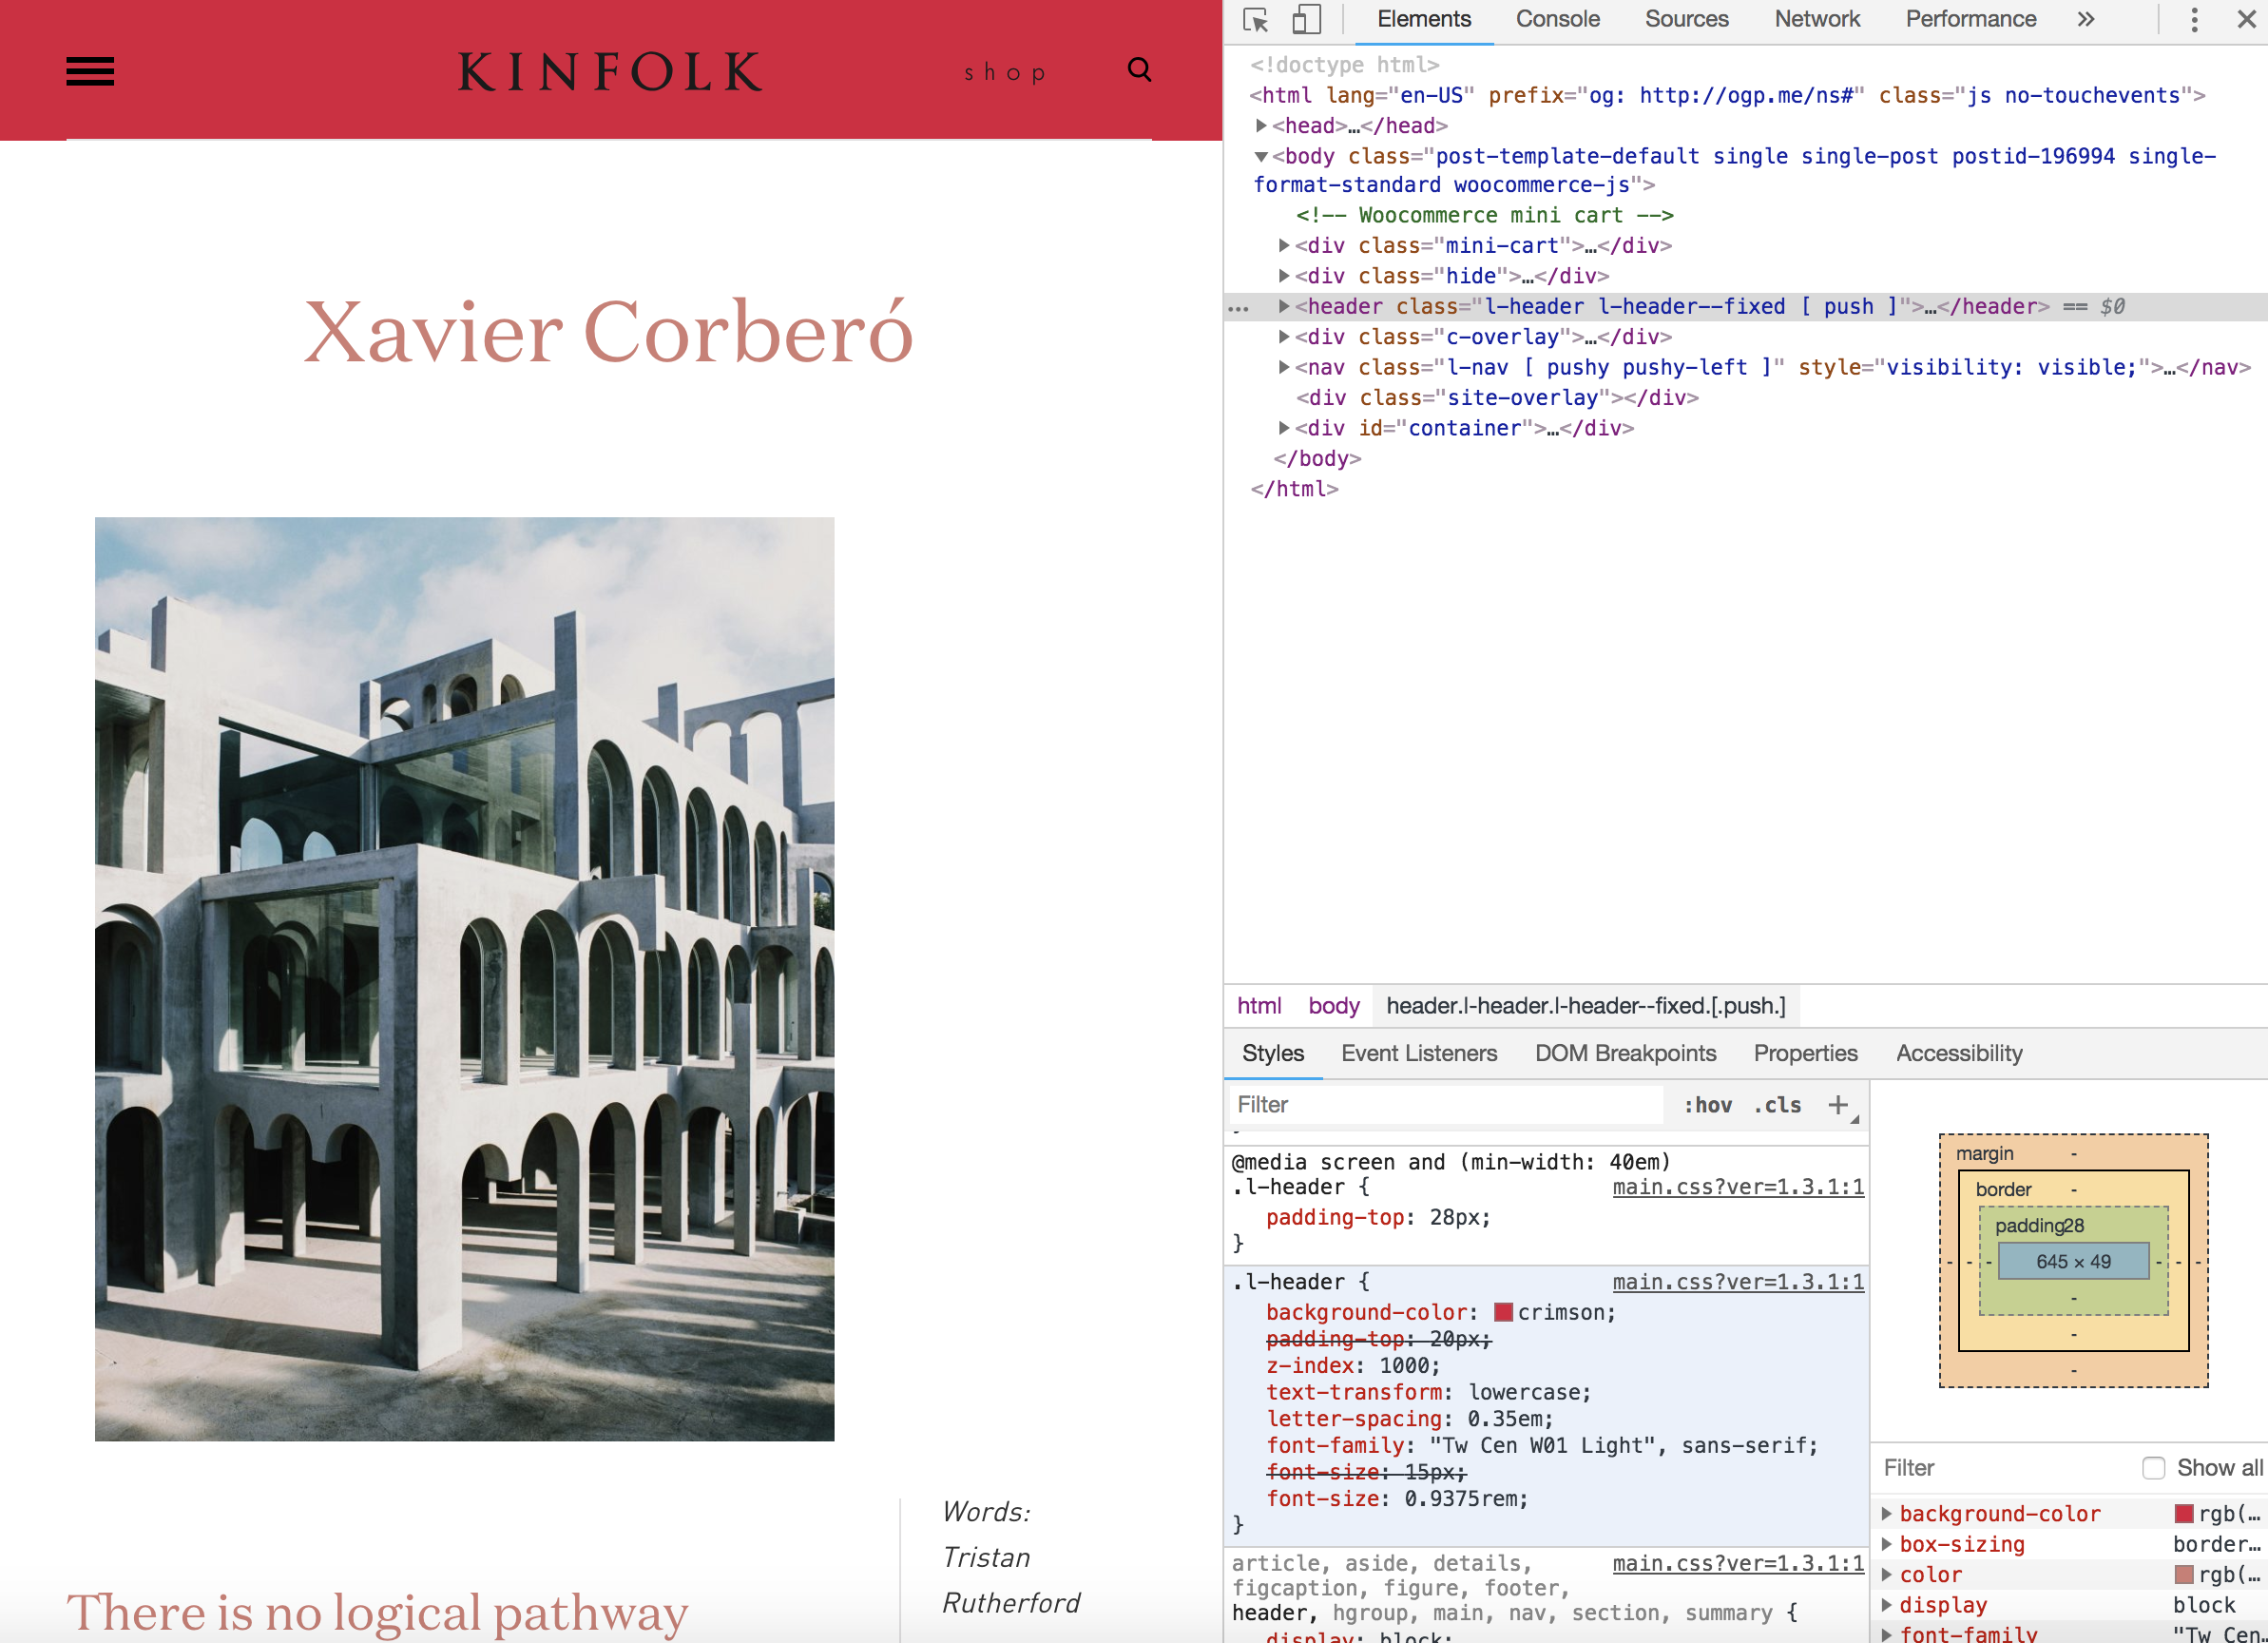 KINFOLK
shop
Xavier Corberó
Words:
Tristan
Rutherford
There is no logical pathway
Elements Console Sources Network Performance »
<!doctype html>
<html lang="en-US" prefix="og: http://ogp.me/ns#" class="js no-touchevents">
<head>…</head>
<body class="post-template-default single single-post postid-196994 single-
format-standard woocommerce-js">
<!-- Woocommerce mini cart -->
<div class="mini-cart">…</div>
<div class="hide">…</div>
… <header class="l-header l-header--fixed [ push ]">…</header> == $0
<div class="c-overlay">…</div>
<nav class="l-nav [ pushy pushy-left ]" style="visibility: visible;">…</nav>
<div class="site-overlay"></div>
<div id="container">…</div>
</body>
</html>
html body header.l-header.l-header--fixed.[.push.]
Styles Event Listeners DOM Breakpoints Properties Accessibility
Filter :hov .cls +
@media screen and (min-width: 40em)
.l-header { main.css?ver=1.3.1:1
padding-top: 28px;
}
.l-header { main.css?ver=1.3.1:1
background-color: crimson;
padding-top: 20px;
z-index: 1000;
text-transform: lowercase;
letter-spacing: 0.35em;
font-family: "Tw Cen W01 Light", sans-serif;
font-size: 15px;
font-size: 0.9375rem;
}
article, aside, details, main.css?ver=1.3.1:1
figcaption, figure, footer,
header, hgroup, main, nav, section, summary {
display: block;
margin -
border -
padding28
- - - 645 × 49 - - -
-
-
-
Filter Show all
background-color rgb(…
box-sizing border…
color rgb(…
display block
font-family "Tw Cen…